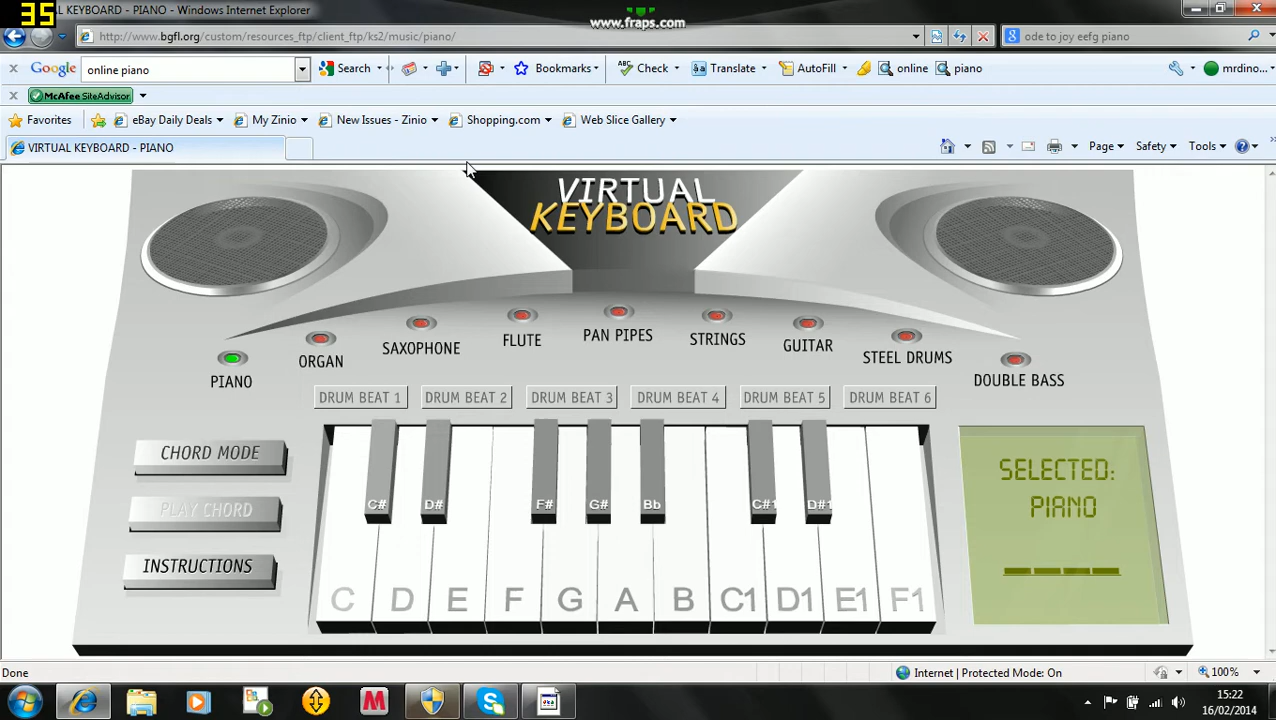 35
KEYBOARD - PIANO - Windows Internet Explorer
www.fraps.com
http://www.bgfl.org/custom/resources_ftp/client_ftp/ks2/music/piano/
ode to joy eefg piano
Google online piano Search Bookmarks Check Translate AutoFill online piano mrdino...
McAfee SiteAdvisor
Favorites eBay Daily Deals My Zinio New Issues - Zinio Shopping.com Web Slice Gallery
VIRTUAL KEYBOARD - PIANO Page Safety Tools
VIRTUAL
KEYBOARD
PIANO ORGAN SAXOPHONE FLUTE PAN PIPES STRINGS GUITAR STEEL DRUMS DOUBLE BASS
DRUM BEAT 1 DRUM BEAT 2 DRUM BEAT 3 DRUM BEAT 4 DRUM BEAT 5 DRUM BEAT 6
CHORD MODE
PLAY CHORD
INSTRUCTIONS
C# D# F# G# Bb C#1 D#1
C D E F G A B C1 D1 E1 F1
SELECTED:
PIANO
Done Internet | Protected Mode: On 100%
15:22
16/02/2014